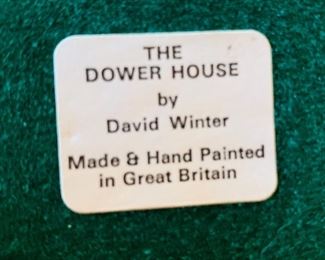 THE
DOWER HOUSE
by
David Winter
Made & Hand Painted
in Great Britain